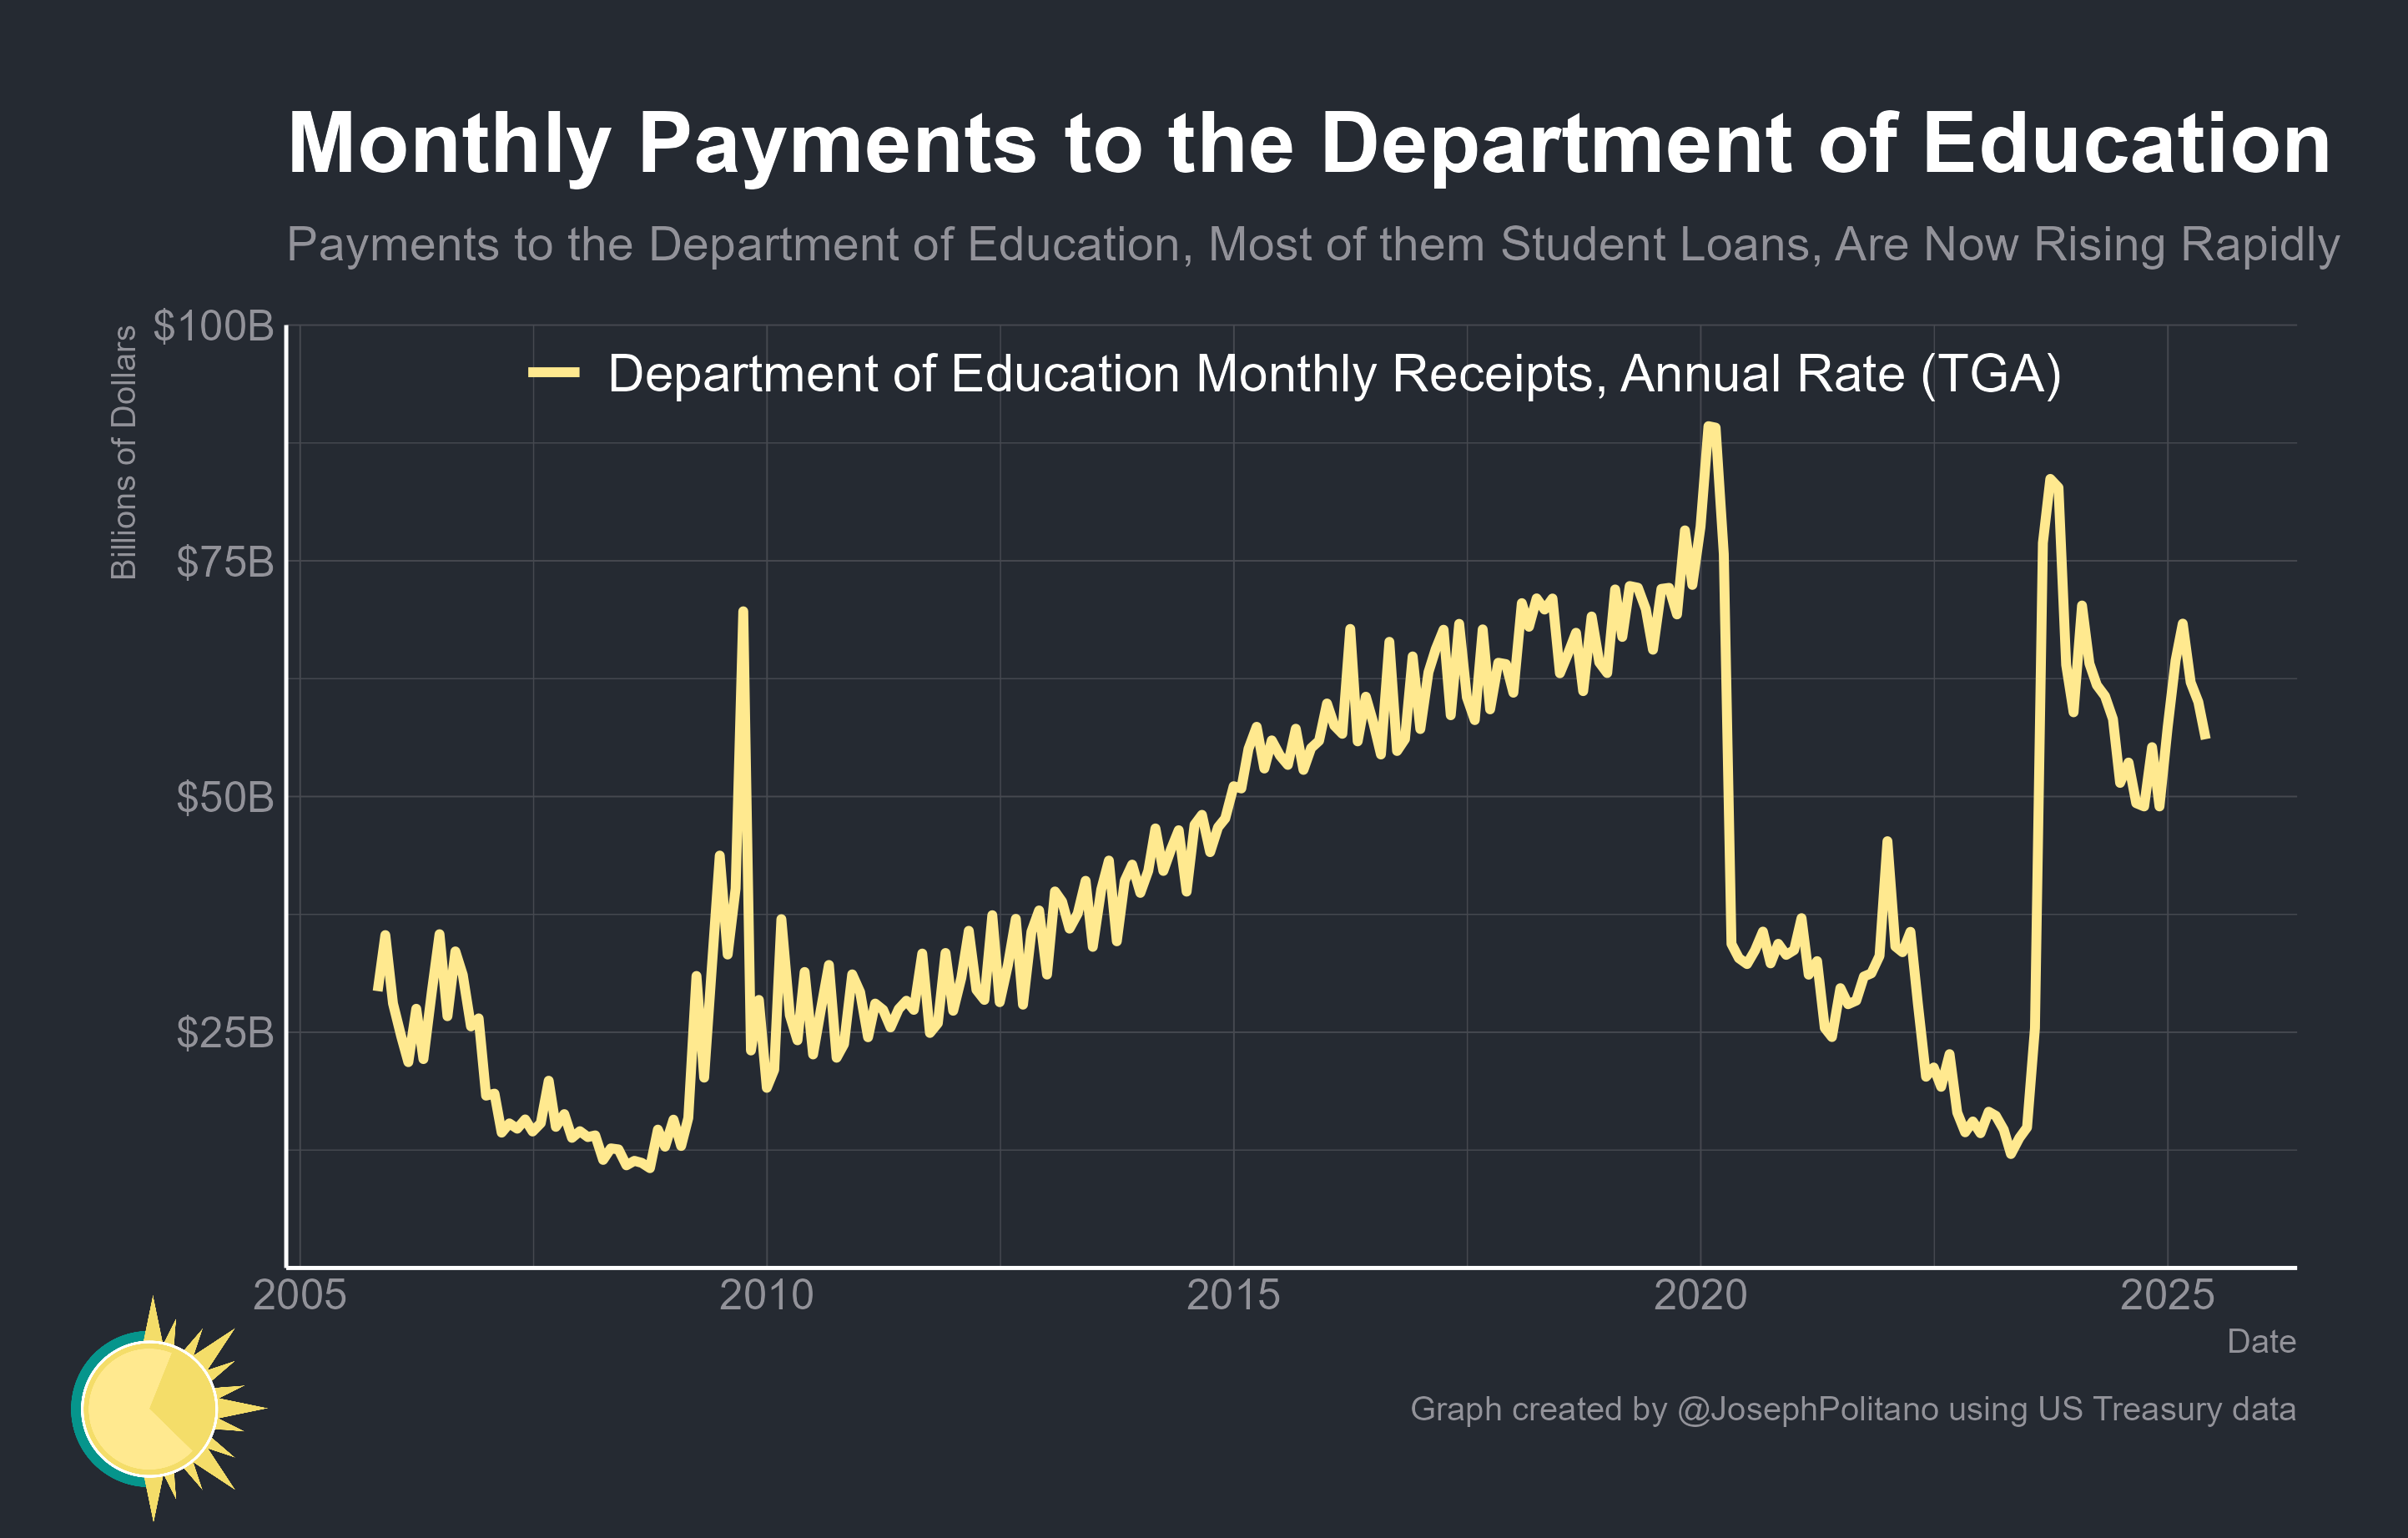 Monthly Payments to the Department of Education
Payments to the Department of Education, Most of them Student Loans, Are Now Rising Rapidly
Billions of Dollars
$100B
Department of Education Monthly Receipts, Annual Rate (TGA)
$75B
$50B
$25B
2005 2010 2015 2020 2025
Date
Graph created by @JosephPolitano using US Treasury data